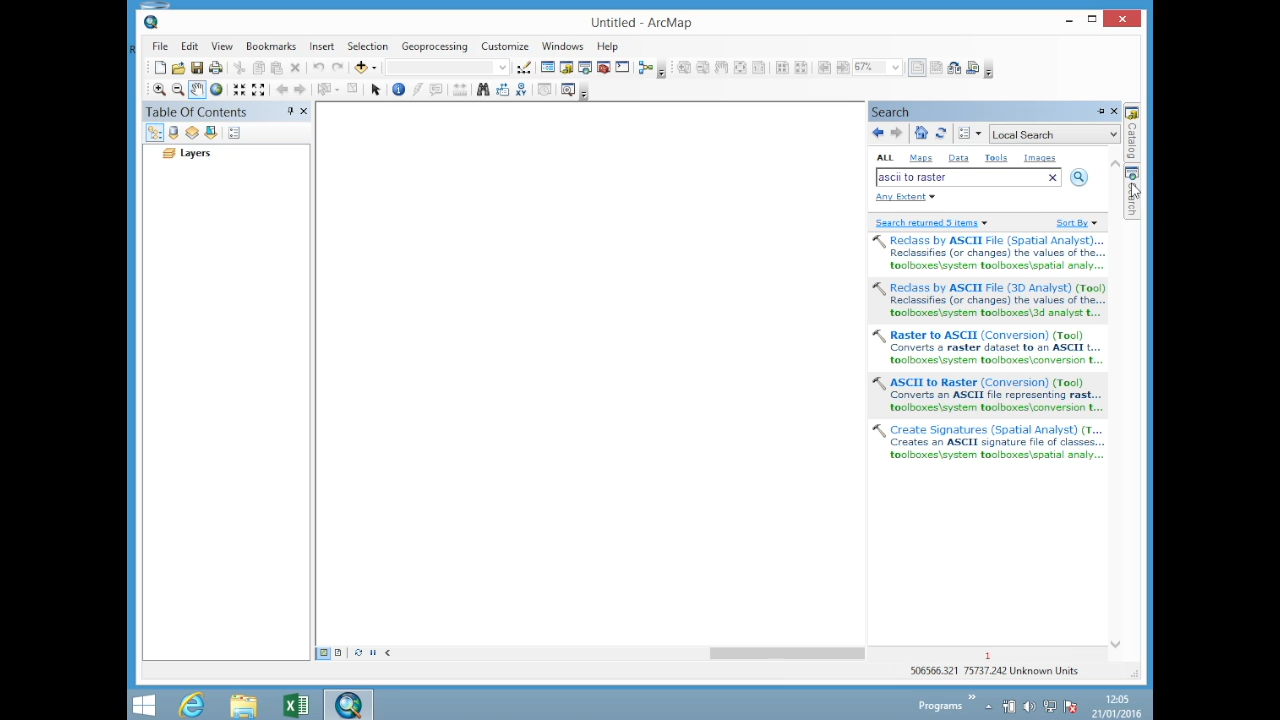 Untitled - ArcMap
File Edit View Bookmarks Insert Selection Geoprocessing Customize Windows Help
67%
Table Of Contents
Layers
Search
Local Search
ALL Maps Data Tools Images
ascii to raster
Any Extent
Search returned 5 items Sort By
Reclass by ASCII File (Spatial Analyst)...
Reclassifies (or changes) the values of the...
toolboxes\system toolboxes\spatial analy...
Reclass by ASCII File (3D Analyst) (Tool)
Reclassifies (or changes) the values of the...
toolboxes\system toolboxes\3d analyst t...
Raster to ASCII (Conversion) (Tool)
Converts a raster dataset to an ASCII t...
toolboxes\system toolboxes\conversion t...
ASCII to Raster (Conversion) (Tool)
Converts an ASCII file representing rast...
toolboxes\system toolboxes\conversion t...
Create Signatures (Spatial Analyst) (T...
Creates an ASCII signature file of classes...
toolboxes\system toolboxes\spatial analy...
1
Catalog
Search
506566.321 75737.242 Unknown Units
Programs
12:05
21/01/2016